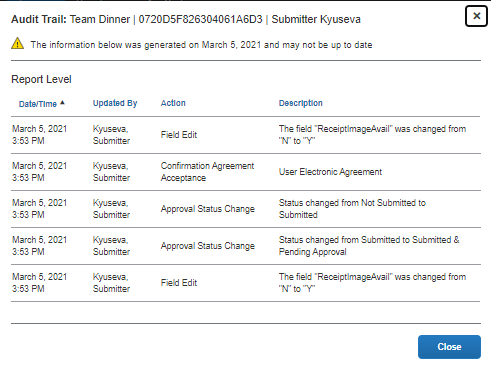 Audit Trail: Team Dinner | 0720D5F826304061A6D3 | Submitter Kyuseva
The information below was generated on March 5, 2021 and may not be up to date
Report Level
Date/Time Updated By Action Description
March 5, 2021 Kyuseva, Field Edit The field "ReceiptImageAvail" was changed from
3:53 PM Submitter "N" to "Y"
March 5, 2021 Kyuseva, Confirmation Agreement User Electronic Agreement
3:53 PM Submitter Acceptance
March 5, 2021 Kyuseva, Approval Status Change Status changed from Not Submitted to
3:53 PM Submitter Submitted
March 5, 2021 Kyuseva, Approval Status Change Status changed from Submitted to Submitted &
3:53 PM Submitter Pending Approval
March 5, 2021 Kyuseva, Field Edit The field "ReceiptImageAvail" was changed from
3:53 PM Submitter "N" to "Y"
Close